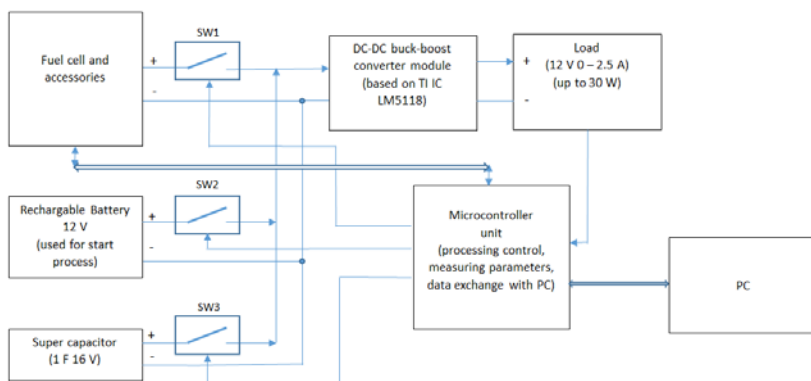 Fuel cell and
accessories
+
-
SW1
DC-DC buck-boost
converter module
(based on TI IC
LM5118)
+
-
Load
(12 V 0 – 2.5 A)
(up to 30 W)
Rechargable Battery
12 V
(used for start
process)
+
-
SW2
Microcontroller
unit
(processing control,
measuring parameters,
data exchange with PC)
PC
Super capacitor
(1 F 16 V)
+
-
SW3